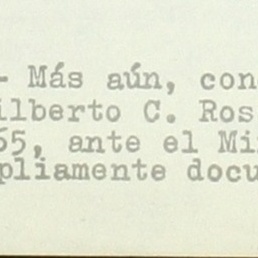 - Más aún, con
ilberto C. Ros
65, ante el Mi
pliamente docu